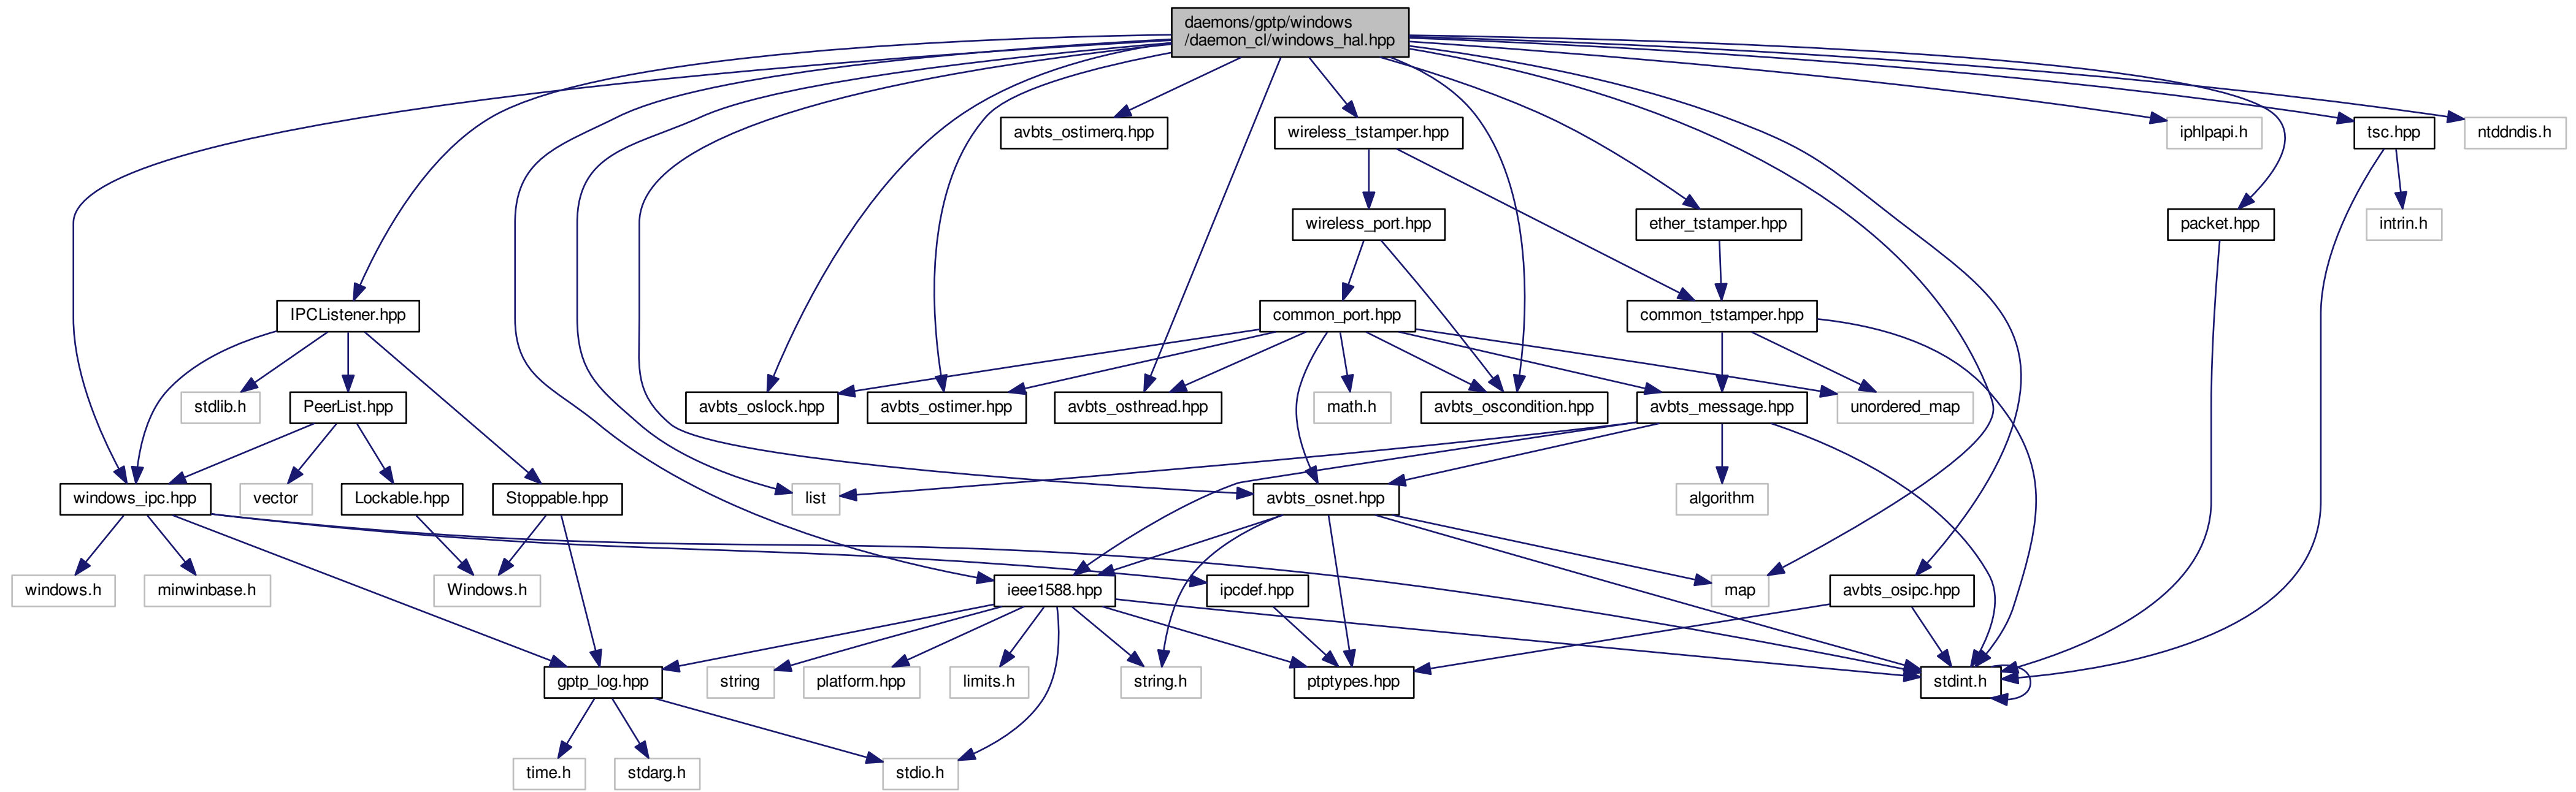 daemons/gptp/windows
/daemon_cl/windows_hal.hpp
avbts_ostimerq.hpp
wireless_tstamper.hpp
iphlpapi.h
tsc.hpp
ntddndis.h
wireless_port.hpp
ether_tstamper.hpp
packet.hpp
intrin.h
IPCListener.hpp
common_port.hpp
common_tstamper.hpp
stdlib.h
PeerList.hpp
avbts_oslock.hpp
avbts_ostimer.hpp
avbts_osthread.hpp
math.h
avbts_oscondition.hpp
avbts_message.hpp
unordered_map
windows_ipc.hpp
vector
Lockable.hpp
Stoppable.hpp
list
avbts_osnet.hpp
algorithm
windows.h
minwinbase.h
Windows.h
ieee1588.hpp
ipcdef.hpp
map
avbts_osipc.hpp
gptp_log.hpp
string
platform.hpp
limits.h
string.h
ptptypes.hpp
stdint.h
time.h
stdarg.h
stdio.h